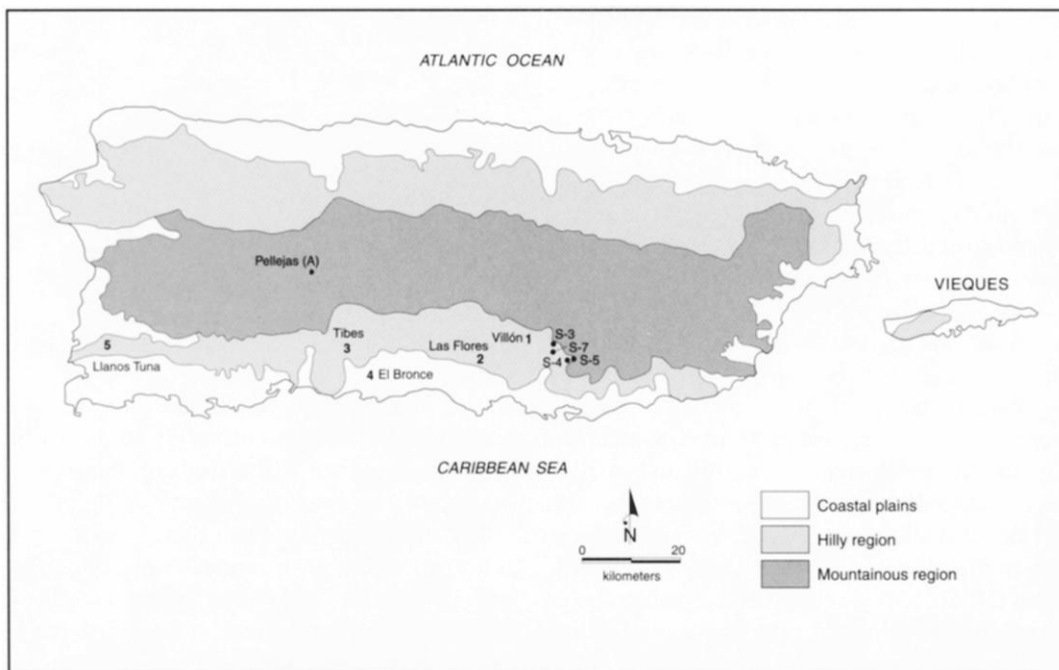 ATLANTIC OCEAN
VIEQUES
Pellejas (A)
Tibes
3
Las Flores
2
Villón 1
S-3
S-7
S-4
S-5
5
Llanos Tuna
4 El Bronce
CARIBBEAN SEA
N
0 20
kilometers
Coastal plains
Hilly region
Mountainous region